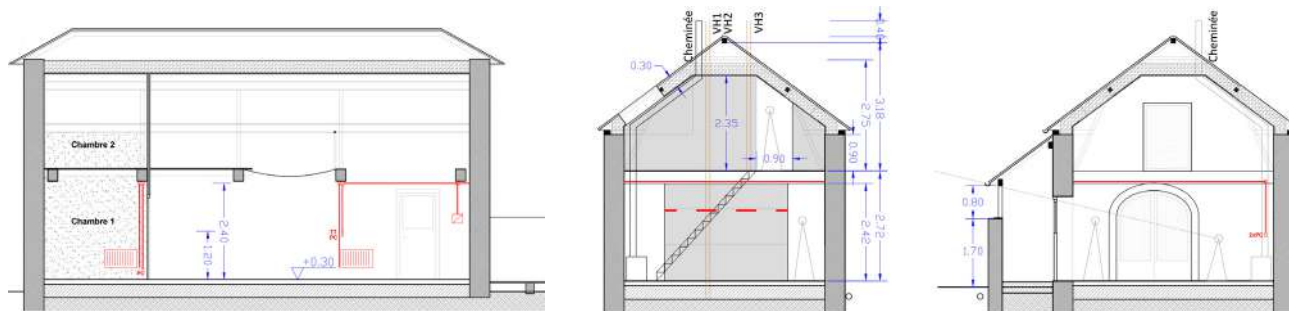 Chambre 2
Chambre 1
1.20
2.40
+0.30
Cheminée
VH1
VH2
VH3
0.30
2.35
0.90
0.90
2.75
3.18
2.42
2.72
Cheminée
0.80
1.70